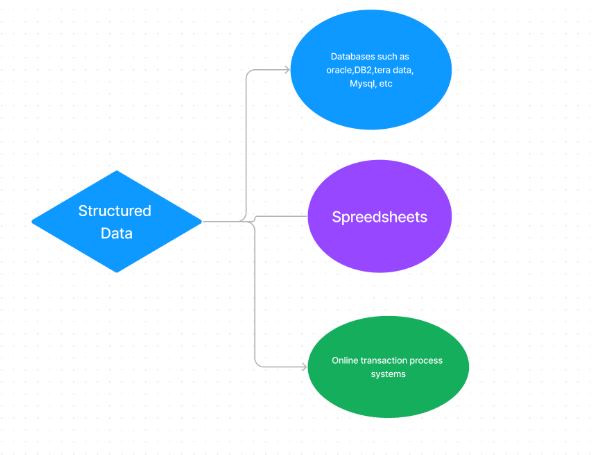 Databases such as
oracle,DB2,tera data,
Mysql, etc
Structured
Data
Spreedsheets
Online transaction process
systems